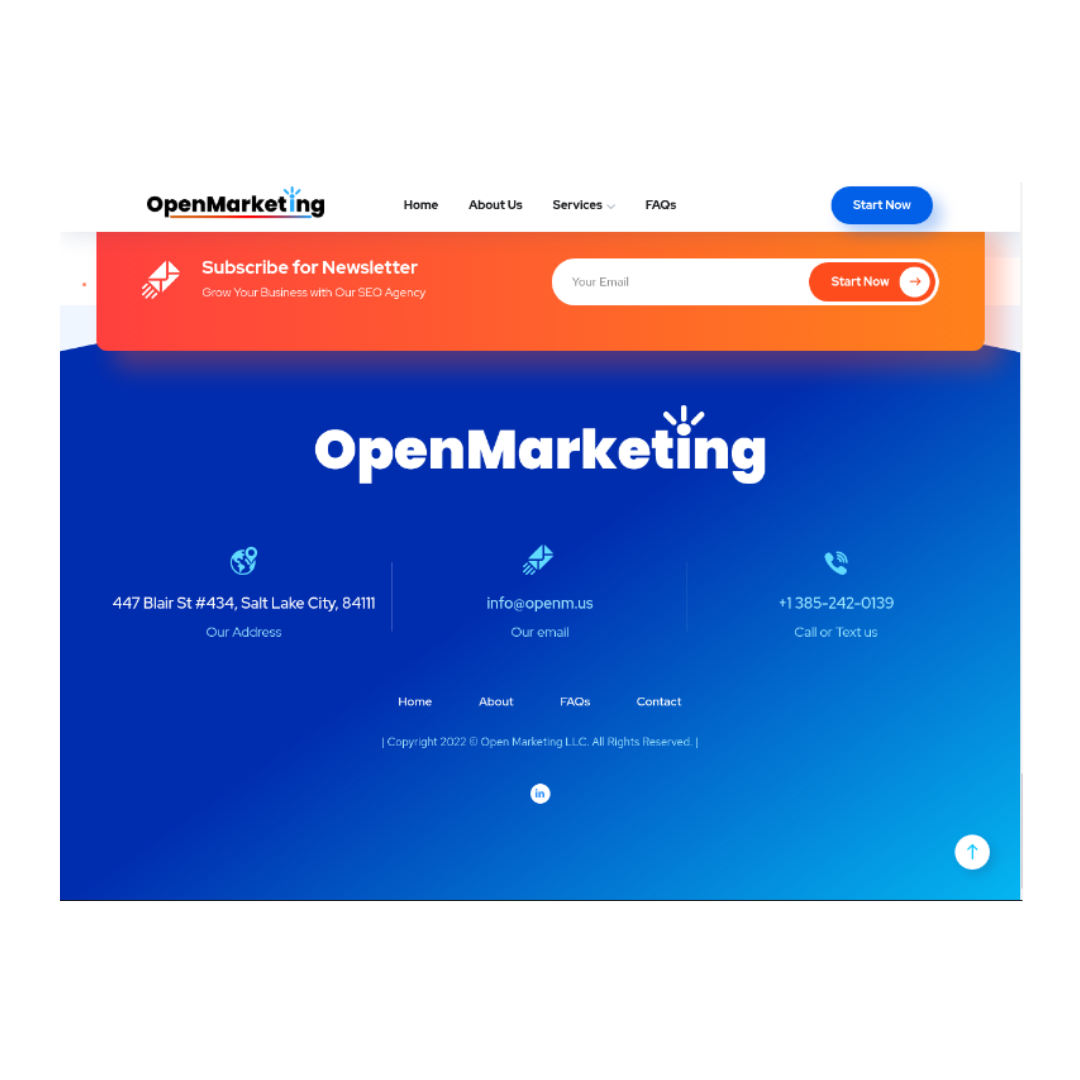 OpenMarketing
Home About Us Services FAQs Start Now
Subscribe for Newsletter
Grow Your Business with Our SEO Agency
Your Email Start Now
OpenMarketing
447 Blair St #434, Salt Lake City, 84111
Our Address
info@openm.us
Our email
+1 385-242-0139
Call or Text us
Home About FAQs Contact
| Copyright 2022 © Open Marketing LLC. All Rights Reserved. |
in